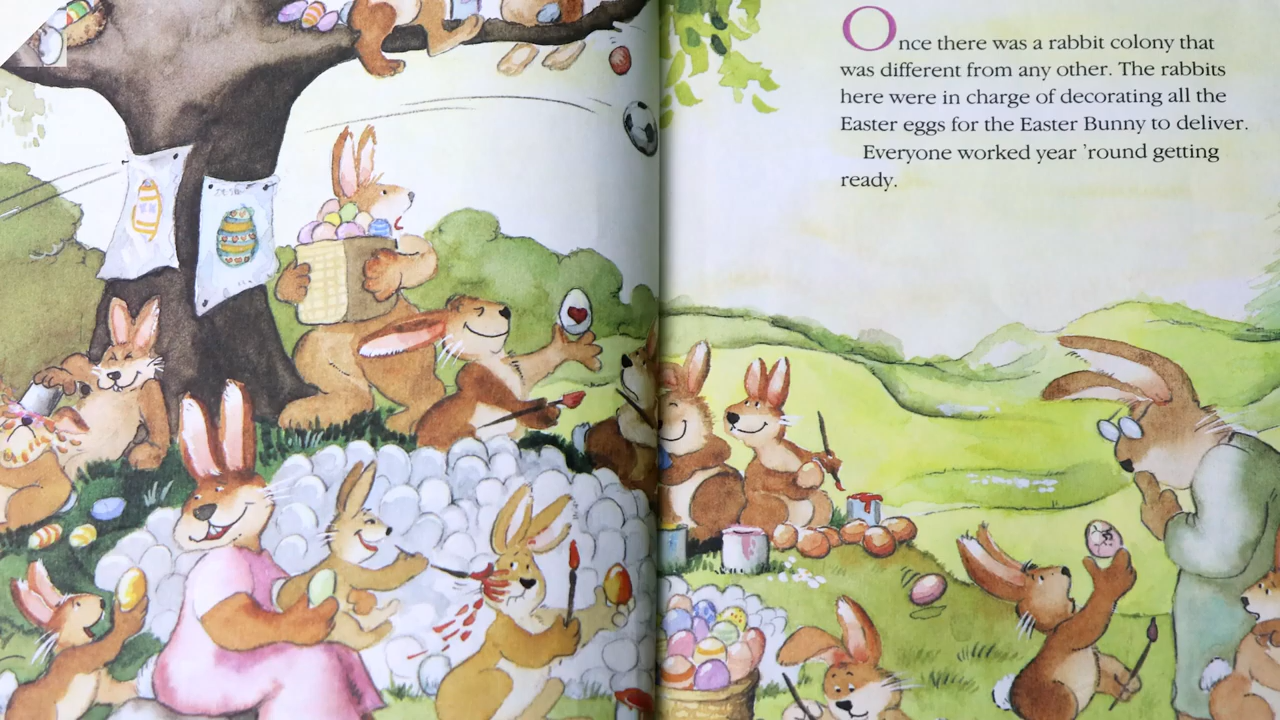 Once there was a rabbit colony that
was different from any other. The rabbits
here were in charge of decorating all the
Easter eggs for the Easter Bunny to deliver.
Everyone worked year ’round getting
ready.